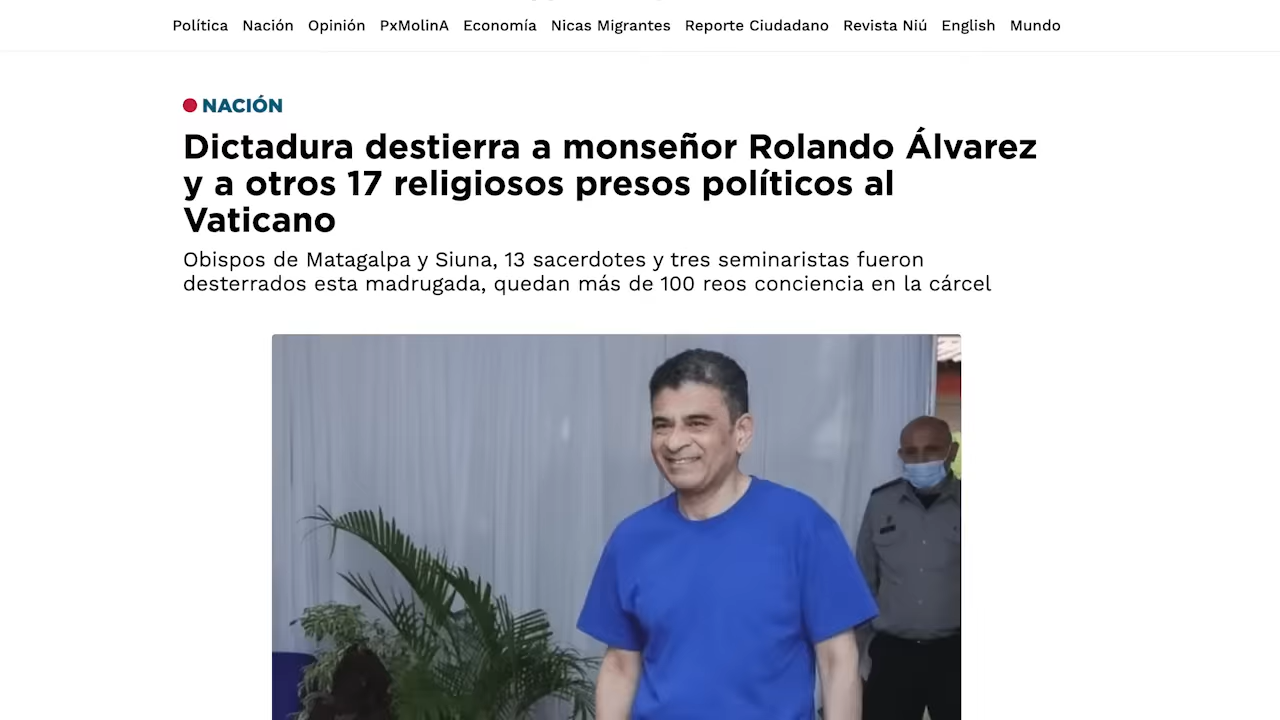 Política Nación Opinión PxMolinA Economía Nicas Migrantes Reporte Ciudadano Revista Niú English Mundo
NACIÓN
Dictadura destierra a monseñor Rolando Álvarez
y a otros 17 religiosos presos políticos al
Vaticano
Obispos de Matagalpa y Siuna, 13 sacerdotes y tres seminaristas fueron
desterrados esta madrugada, quedan más de 100 reos conciencia en la cárcel